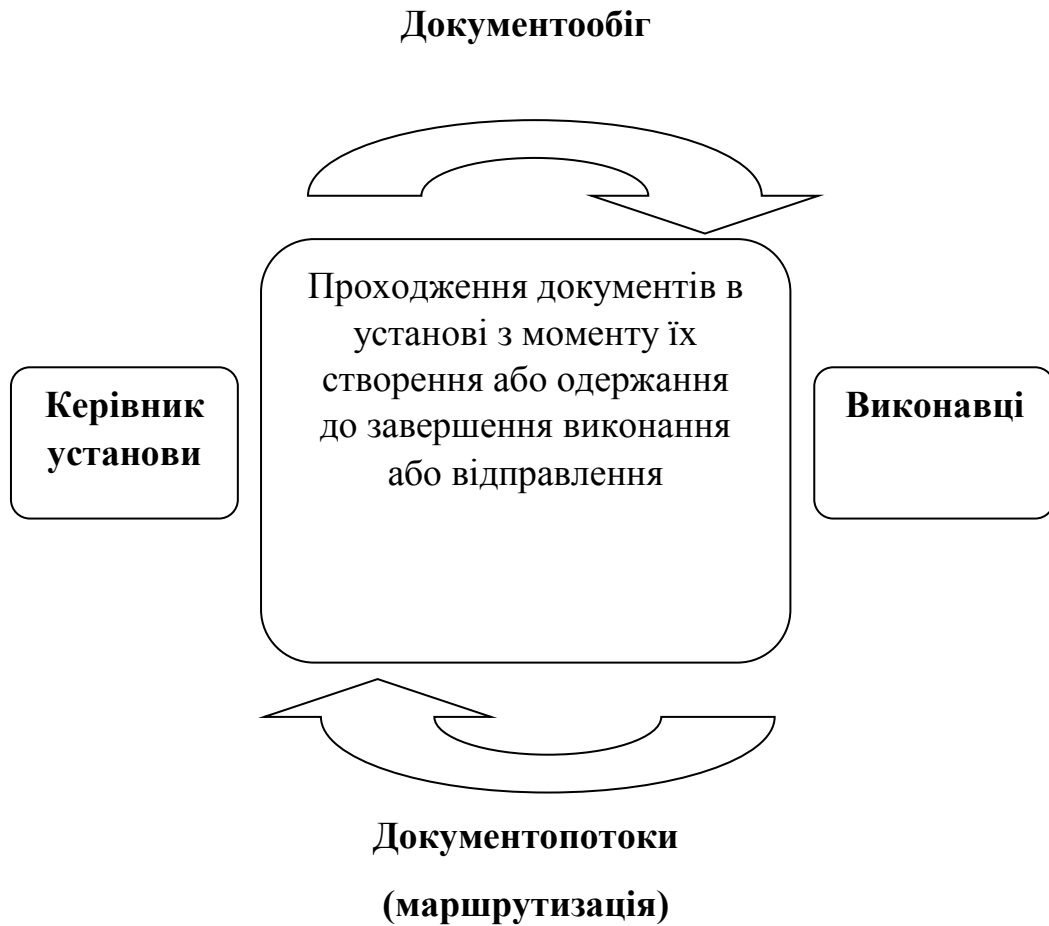 Документообіг
Проходження документів в
установі з моменту їх
створення або одержання
до завершення виконання
або відправлення
Керівник
установи
Виконавці
Документопотоки
(маршрутизація)